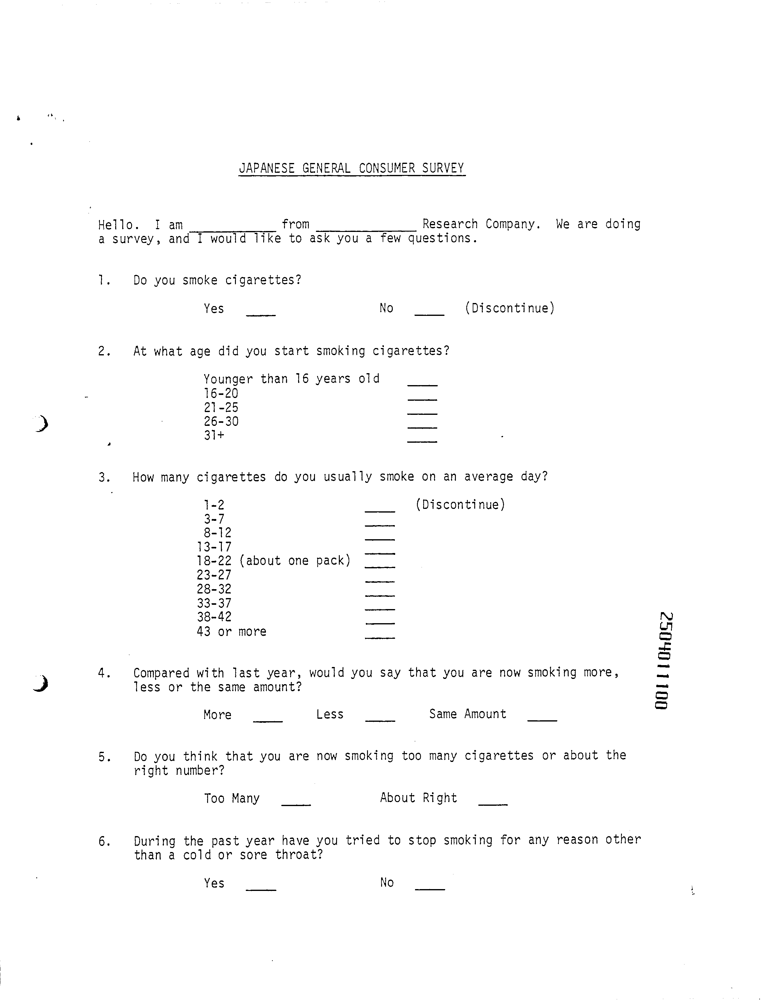 JAPANESE GENERAL CONSUMER SURVEY
Hello. I am ____________ from ______________ Research Company. We are doing
a survey, and I would like to ask you a few questions.
1. Do you smoke cigarettes?
Yes ____ No ____ (Discontinue)
2. At what age did you start smoking cigarettes?
Younger than 16 years old ____
16-20 ____
21-25 ____
26-30 ____
31+ ____
3. How many cigarettes do you usually smoke on an average day?
1-2 ____ (Discontinue)
3-7 ____
8-12 ____
13-17 ____
18-22 (about one pack) ____
23-27 ____
28-32 ____
33-37 ____
38-42 ____
43 or more ____
4. Compared with last year, would you say that you are now smoking more,
less or the same amount?
More ____ Less ____ Same Amount ____
5. Do you think that you are now smoking too many cigarettes or about the
right number?
Too Many ____ About Right ____
6. During the past year have you tried to stop smoking for any reason other
than a cold or sore throat?
Yes ____ No ____
2504011100